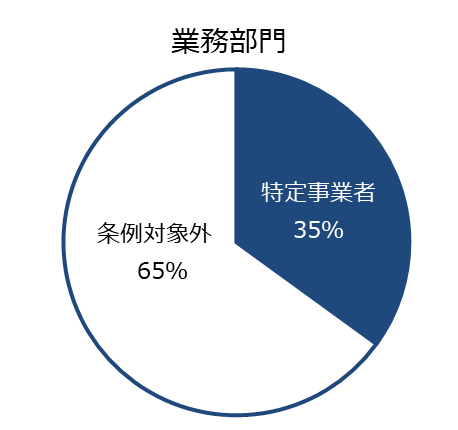 業務部門
特定事業者
35%
条例対象外
65%